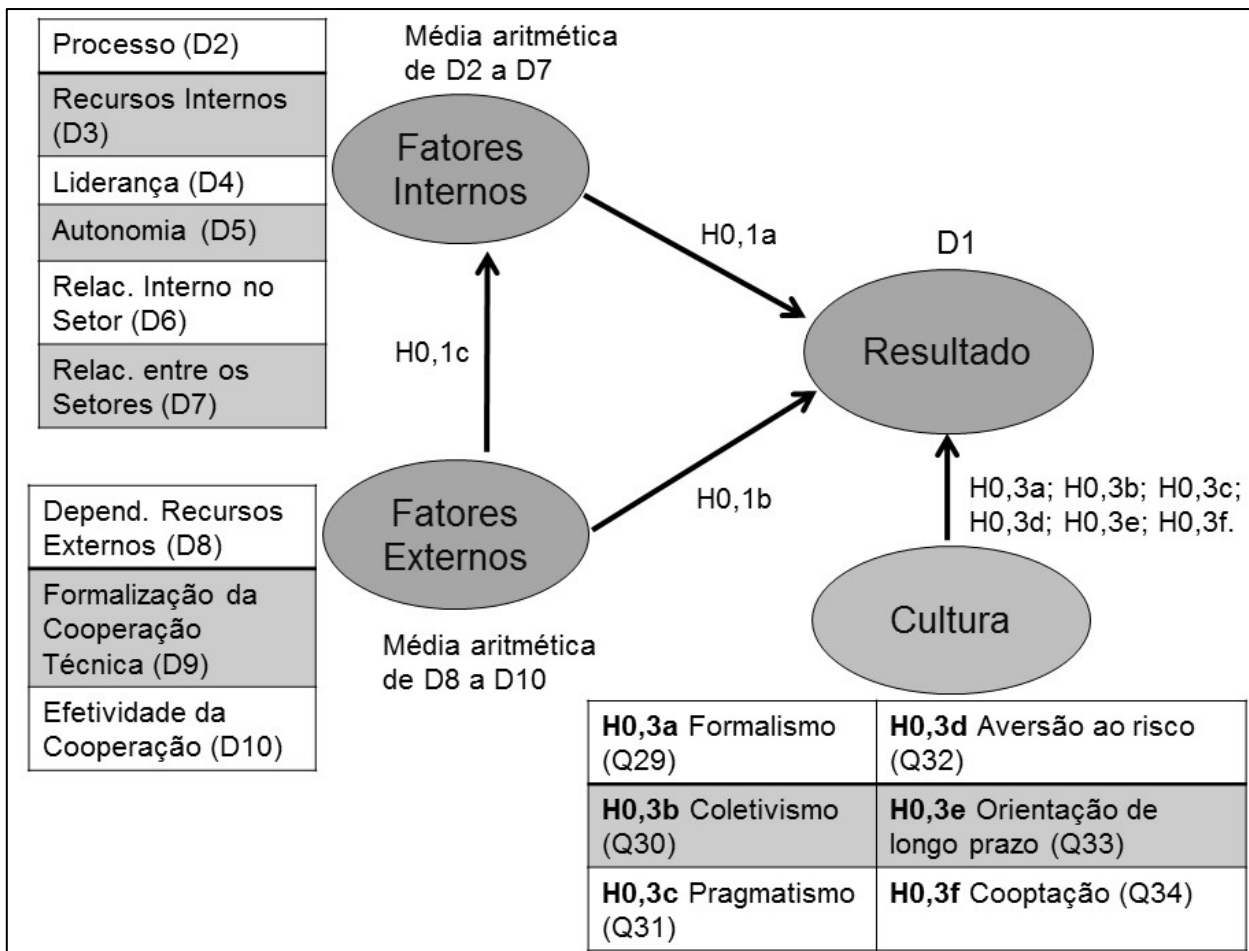 Processo (D2)
Recursos Internos
(D3)
Liderança (D4)
Autonomia (D5)
Relac. Interno no
Setor (D6)
Relac. entre os
Setores (D7)
Média aritmética
de D2 a D7
Fatores
Internos
H0,1a
D1
Resultado
H0,1c
H0,1b
Depend. Recursos
Externos (D8)
Formalização da
Cooperação
Técnica (D9)
Efetividade da
Cooperação (D10)
Fatores
Externos
Média aritmética
de D8 a D10
H0,3a; H0,3b; H0,3c;
H0,3d; H0,3e; H0,3f.
Cultura
H0,3a Formalismo
(Q29)
H0,3d Aversão ao risco
(Q32)
H0,3b Coletivismo
(Q30)
H0,3e Orientação de
longo prazo (Q33)
H0,3c Pragmatismo
(Q31)
H0,3f Cooptação (Q34)